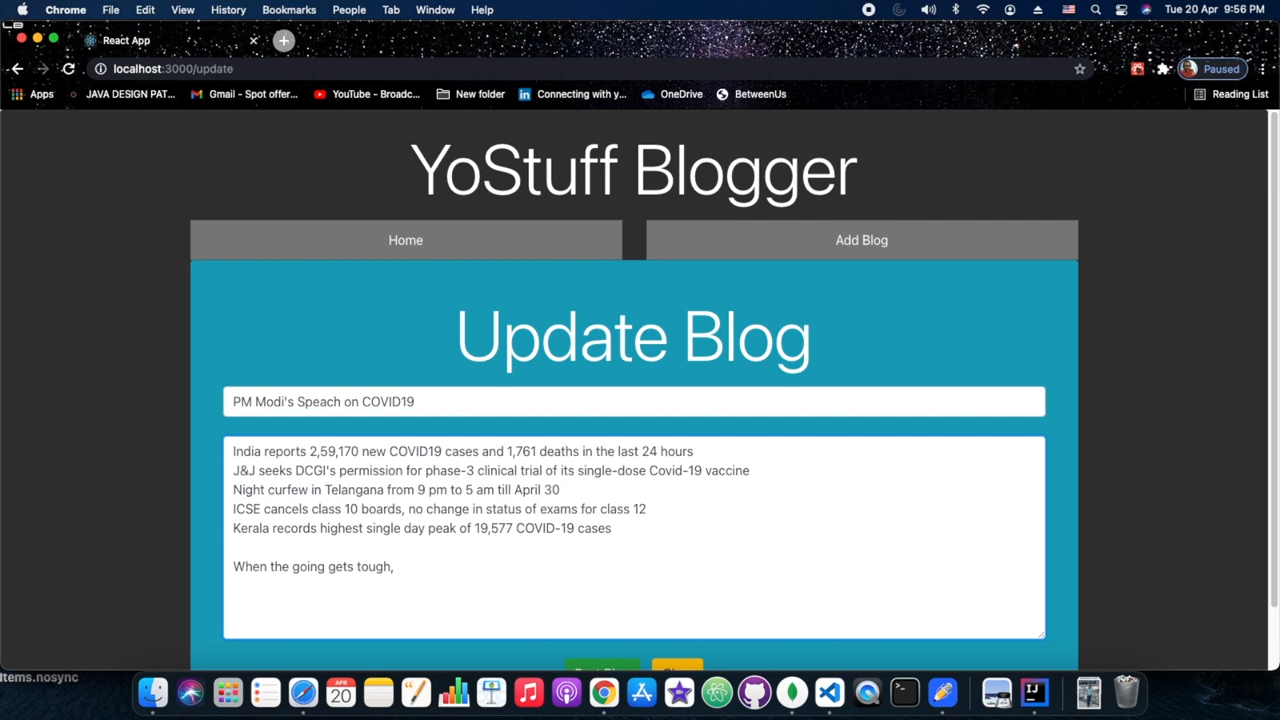 Chrome File Edit View History Bookmarks People Tab Window Help Tue 20 Apr 9:56 PM
React App
localhost:3000/update Paused
Apps JAVA DESIGN PAT... Gmail - Spot offer... YouTube - Broadc... New folder Connecting with y... OneDrive BetweenUs Reading List
YoStuff Blogger
Home Add Blog
Update Blog
PM Modi's Speach on COVID19
India reports 2,59,170 new COVID19 cases and 1,761 deaths in the last 24 hours
J&J seeks DCGI's permission for phase-3 clinical trial of its single-dose Covid-19 vaccine
Night curfew in Telangana from 9 pm to 5 am till April 30
ICSE cancels class 10 boards, no change in status of exams for class 12
Kerala records highest single day peak of 19,577 COVID-19 cases
When the going gets tough,
Items.nosync
APR
20
IJ